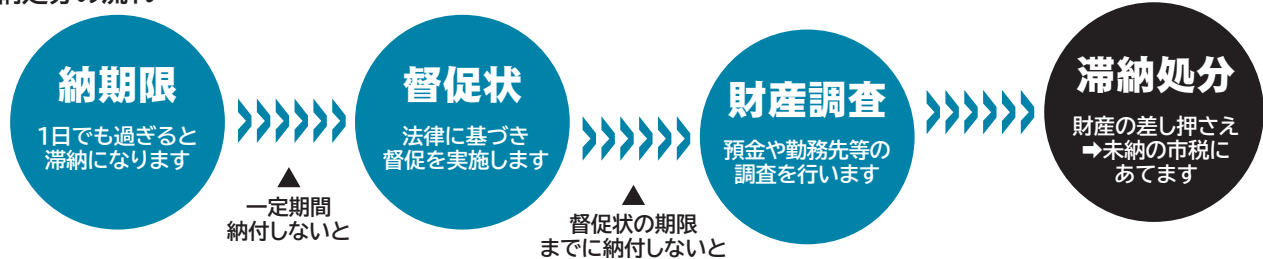 納期限
1日でも過ぎると
滞納になります
▲
一定期間
納付しないと
督促状
法律に基づき
督促を実施します
▲
督促状の期限
までに納付しないと
財産調査
預金や勤務先等の
調査を行います
滞納処分
財産の差し押さえ
➡未納の市税に
あてます